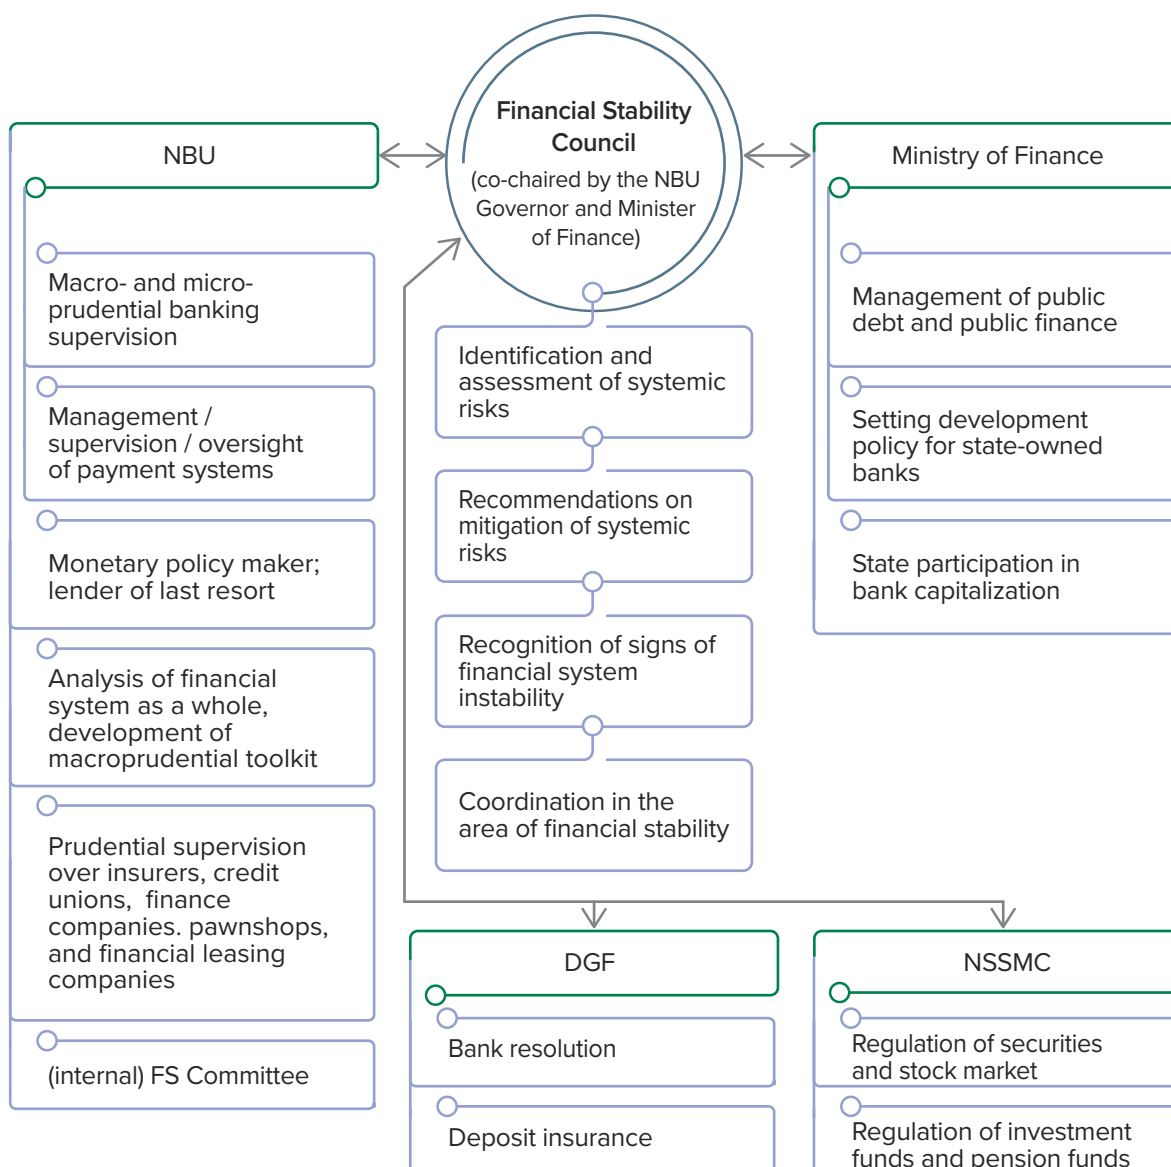 Financial Stability
Council
(co-chaired by the NBU
Governor and Minister
of Finance)
NBU
Macro- and micro-
prudential banking
supervision
Management /
supervision / oversight
of payment systems
Monetary policy maker;
lender of last resort
Analysis of financial
system as a whole,
development of
macroprudential toolkit
Prudential supervision
over insurers, credit
unions,  finance
companies. pawnshops,
and financial leasing
companies
(internal) FS Committee
Identification and
assessment of systemic
risks
Recommendations on
mitigation of systemic
risks
Recognition of signs of
financial system
instability
Coordination in the
area of financial stability
Ministry of Finance
Management of public
debt and public finance
Setting development
policy for state-owned
banks
State participation in
bank capitalization
DGF
Bank resolution
Deposit insurance
NSSMC
Regulation of securities
and stock market
Regulation of investment
funds and pension funds